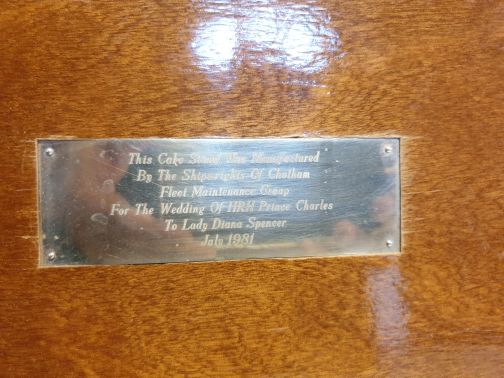 This Cake Stand Was Manufactured
By The Shipwrights Of Chatham
Fleet Maintenance Group
For The Wedding Of HRH Prince Charles
To Lady Diana Spencer
July 1981